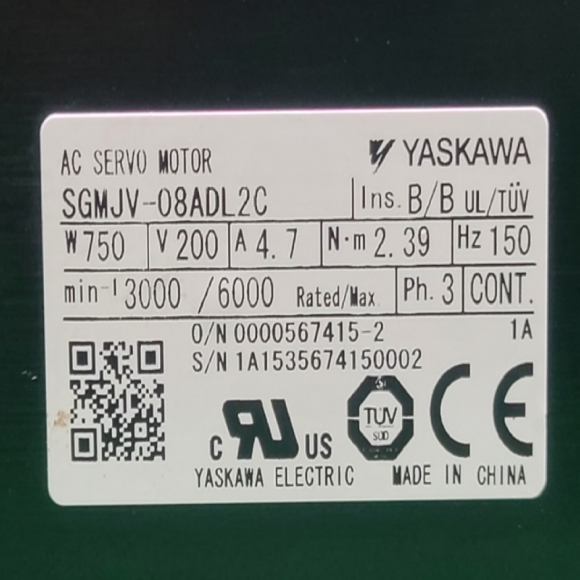 AC SERVO MOTOR YASKAWA
SGMJV-08ADL2C Ins. B/B UL/TÜV
W 750 V 200 A 4.7 N·m 2.39 Hz 150
min-1 3000 /6000 Rated/Max Ph. 3 CONT.
O/N 0000567415-2 1A
S/N 1A1535674150002
c RU US TÜV SÜD CE
YASKAWA ELECTRIC MADE IN CHINA